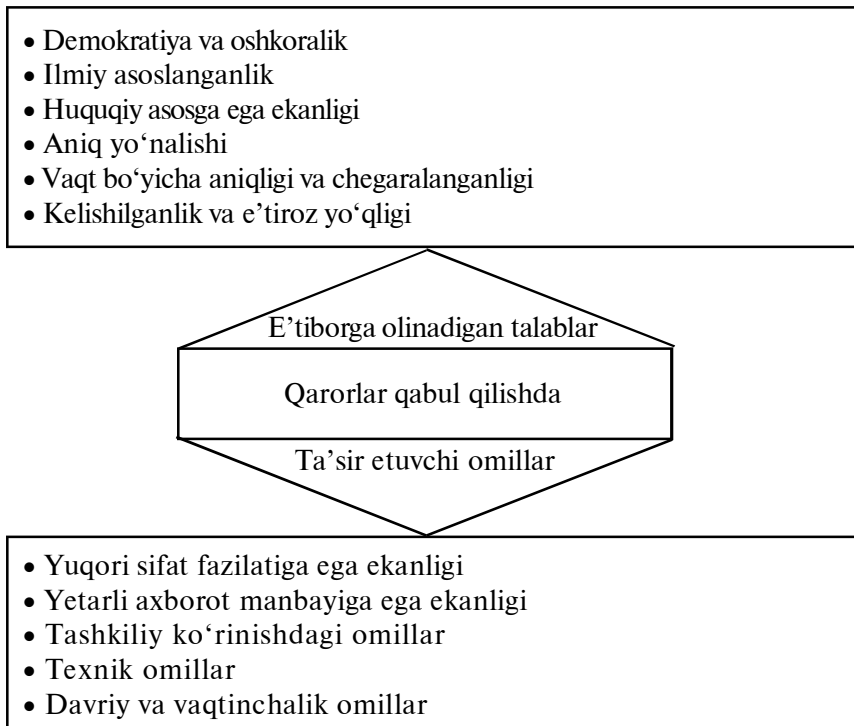 • Demokratiya va oshkoralik
• Ilmiy asoslanganlik
• Huquqiy asosga ega ekanligi
• Aniq yo‘nalishi
• Vaqt bo‘yicha aniqligi va chegaralanganligi
• Kelishilganlik va e’tiroz yo‘qligi
E’tiborga olinadigan talablar
Qarorlar qabul qilishda
Ta’sir etuvchi omillar
• Yuqori sifat fazilatiga ega ekanligi
• Yetarli axborot manbayiga ega ekanligi
• Tashkiliy ko‘rinishdagi omillar
• Texnik omillar
• Davriy va vaqtinchalik omillar